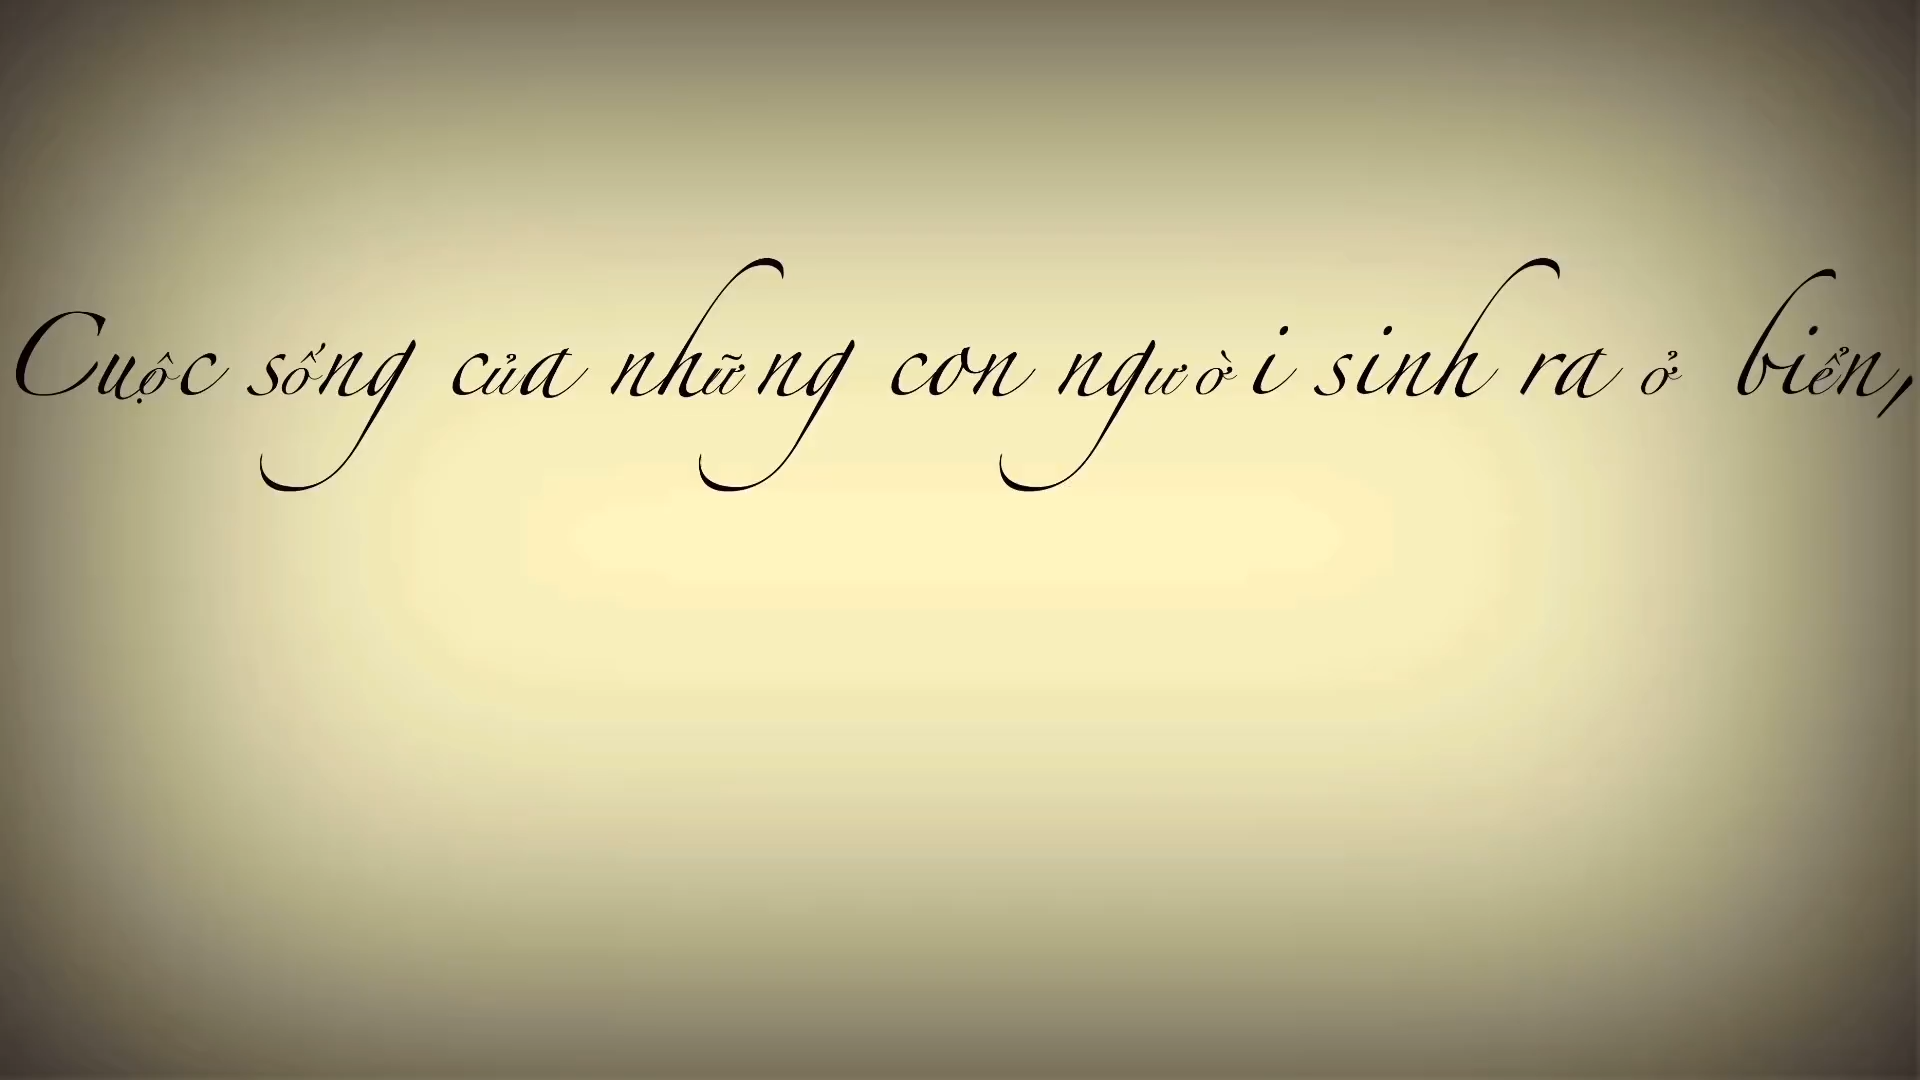 Cuộc sống của những con người sinh ra ở biển,